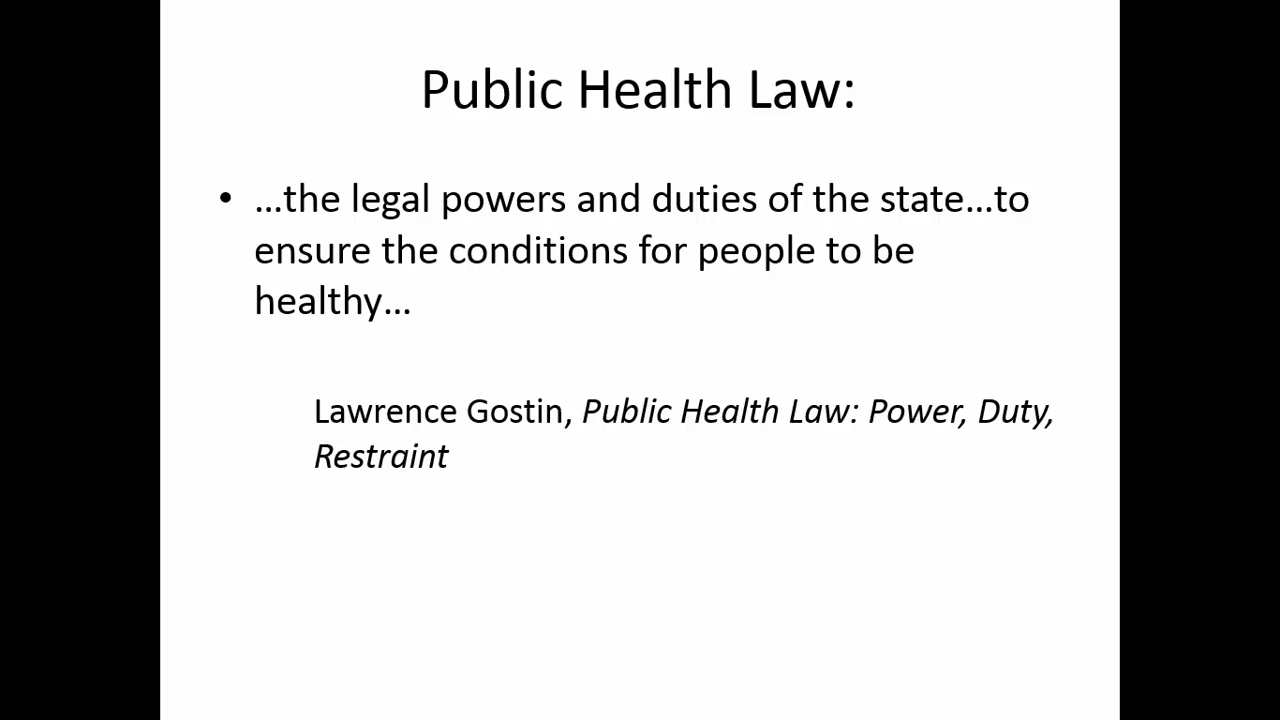 Public Health Law:
• …the legal powers and duties of the state…to
ensure the conditions for people to be
healthy…
Lawrence Gostin, Public Health Law: Power, Duty,
Restraint